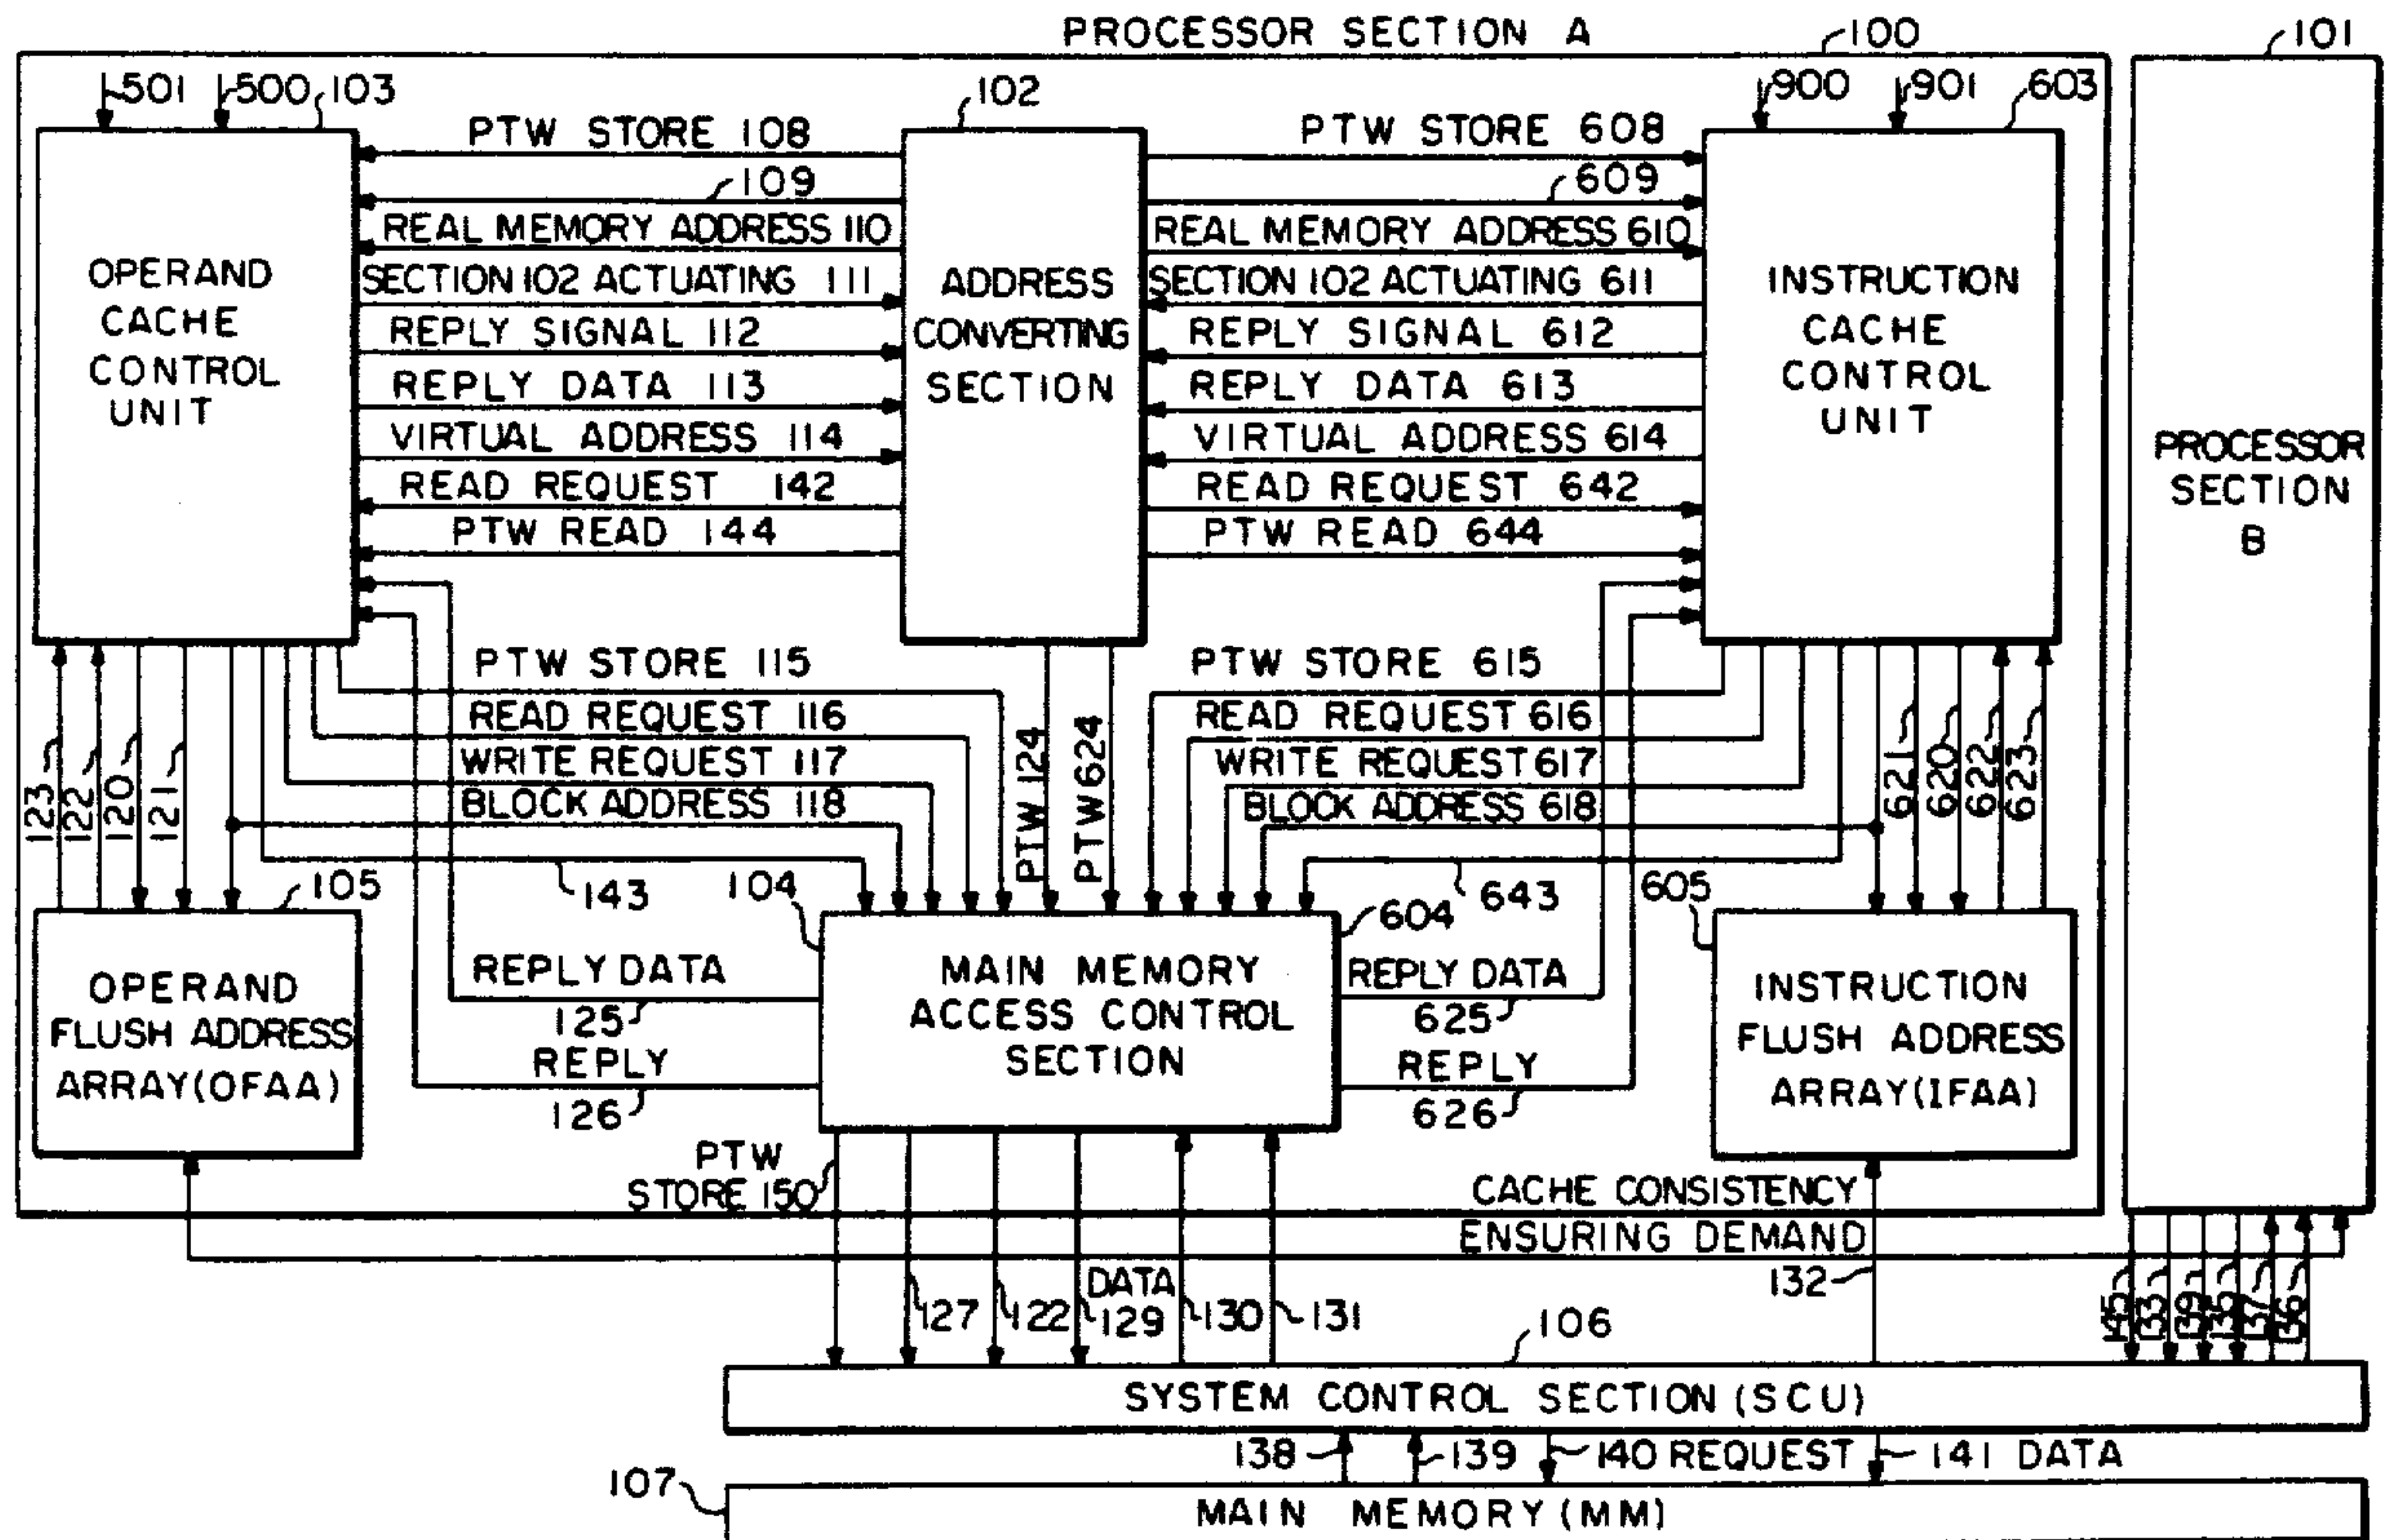 PROCESSOR SECTION A
100
101
501
500
103
102
900
901
603
PTW STORE 108
PTW STORE 608
109
609
REAL MEMORY ADDRESS 110
REAL MEMORY ADDRESS 610
SECTION 102 ACTUATING 111
SECTION 102 ACTUATING 611
REPLY SIGNAL 112
REPLY SIGNAL 612
REPLY DATA 113
REPLY DATA 613
VIRTUAL ADDRESS 114
VIRTUAL ADDRESS 614
READ REQUEST 142
READ REQUEST 642
PTW READ 144
PTW READ 644
OPERAND
CACHE
CONTROL
UNIT
ADDRESS
CONVERTING
SECTION
INSTRUCTION
CACHE
CONTROL
UNIT
PROCESSOR
SECTION
B
PTW STORE 115
PTW STORE 615
READ REQUEST 116
READ REQUEST 616
WRITE REQUEST 117
WRITE REQUEST 617
BLOCK ADDRESS 118
BLOCK ADDRESS 618
123
122
120
121
PTW 124
PTW 624
621
620
622
623
105
143
104
604
643
605
OPERAND
FLUSH ADDRESS
ARRAY(OFAA)
REPLY DATA
125
REPLY
126
MAIN MEMORY
ACCESS CONTROL
SECTION
REPLY DATA
625
REPLY
626
INSTRUCTION
FLUSH ADDRESS
ARRAY(IFAA)
PTW
STORE 150
CACHE CONSISTENCY
ENSURING DEMAND
132
127
122
DATA
129
130
131
106
145
133
139
135
137
136
SYSTEM CONTROL SECTION (SCU)
138
139
140 REQUEST
141 DATA
107
MAIN MEMORY (MM)